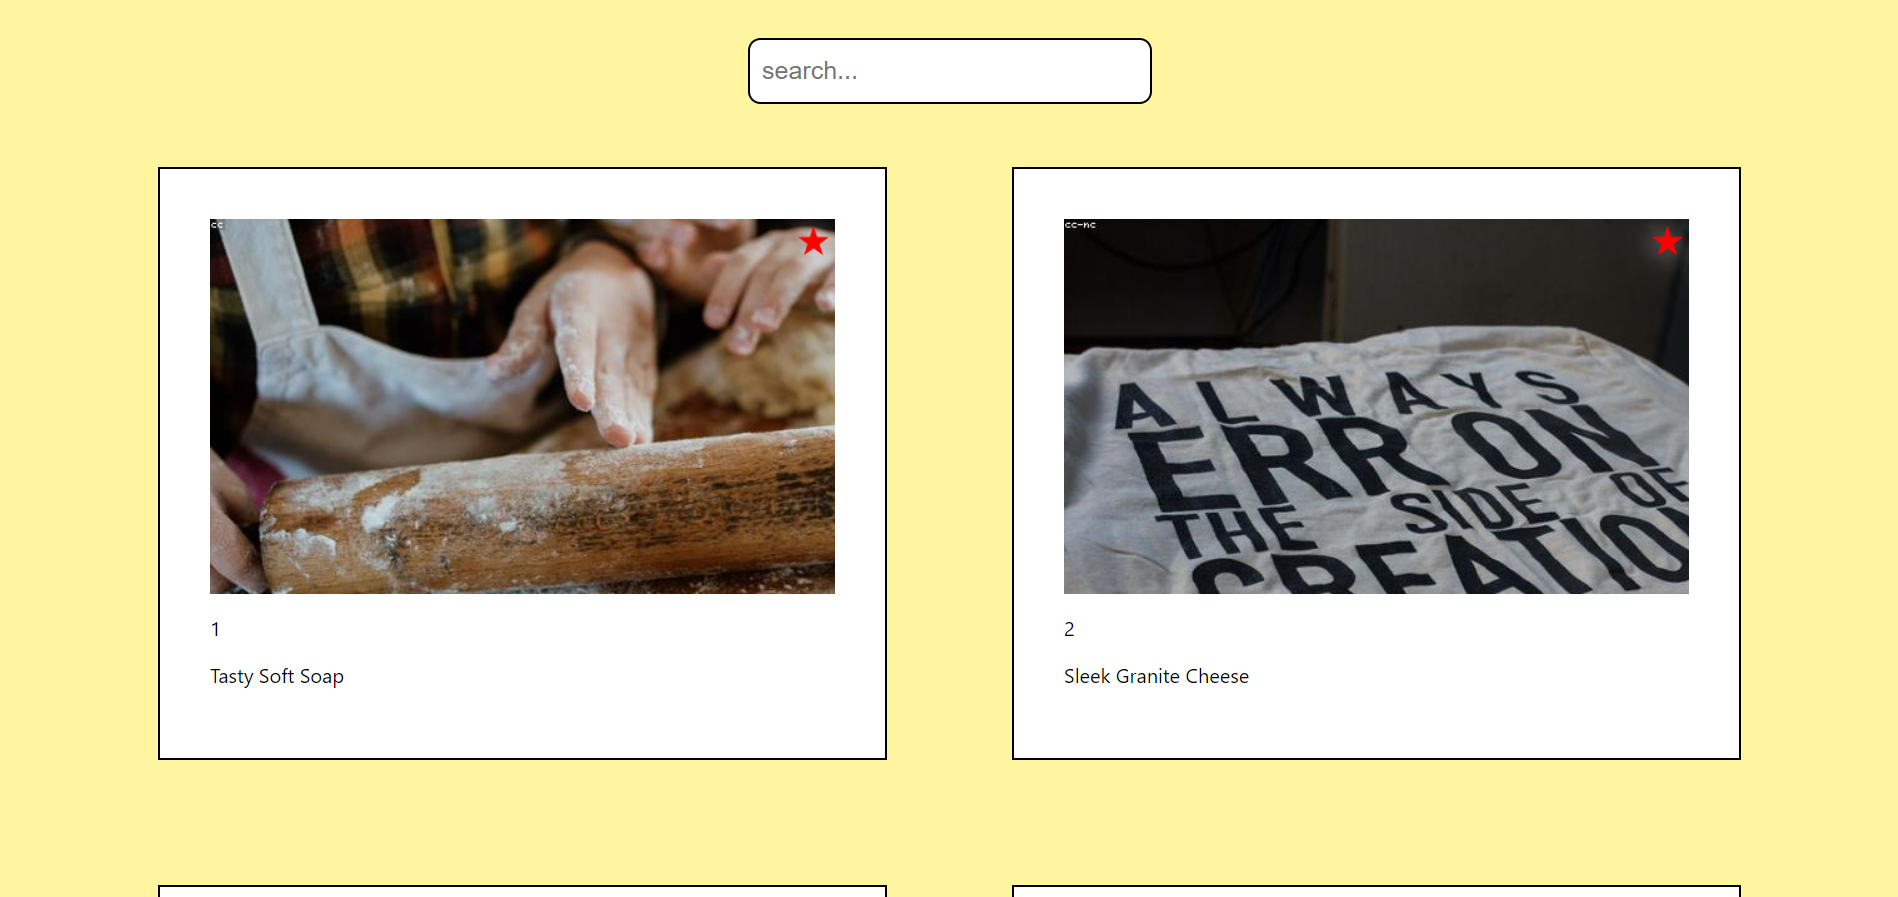 search...
cc
cc-nc
ALWAYS
ERR ON
THE SIDE OF
CREATIO
1
2
Tasty Soft Soap
Sleek Granite Cheese